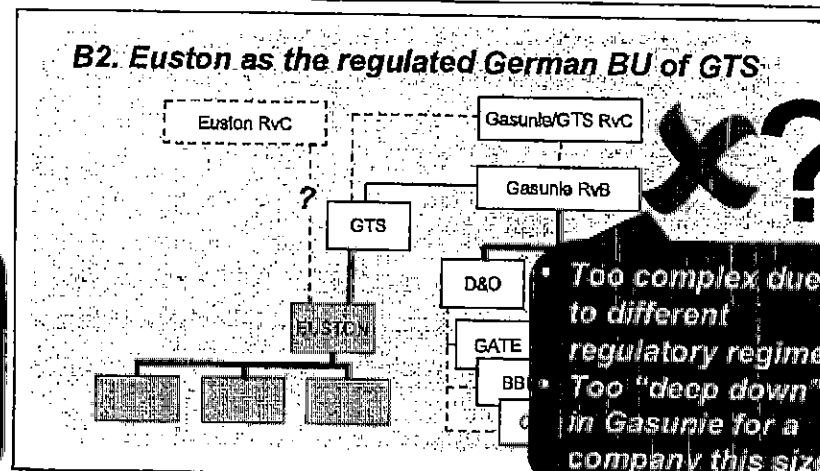 B2. Euston as the regulated German BU of GTS
Euston RvC
Gasunie/GTS RvC
?
?
Gasunie RvB
GTS
D&O
EUSTON
GATE
BB
• Too complex due
to different
regulatory regime
• Too "deep down"
in Gasunie for a
company this size